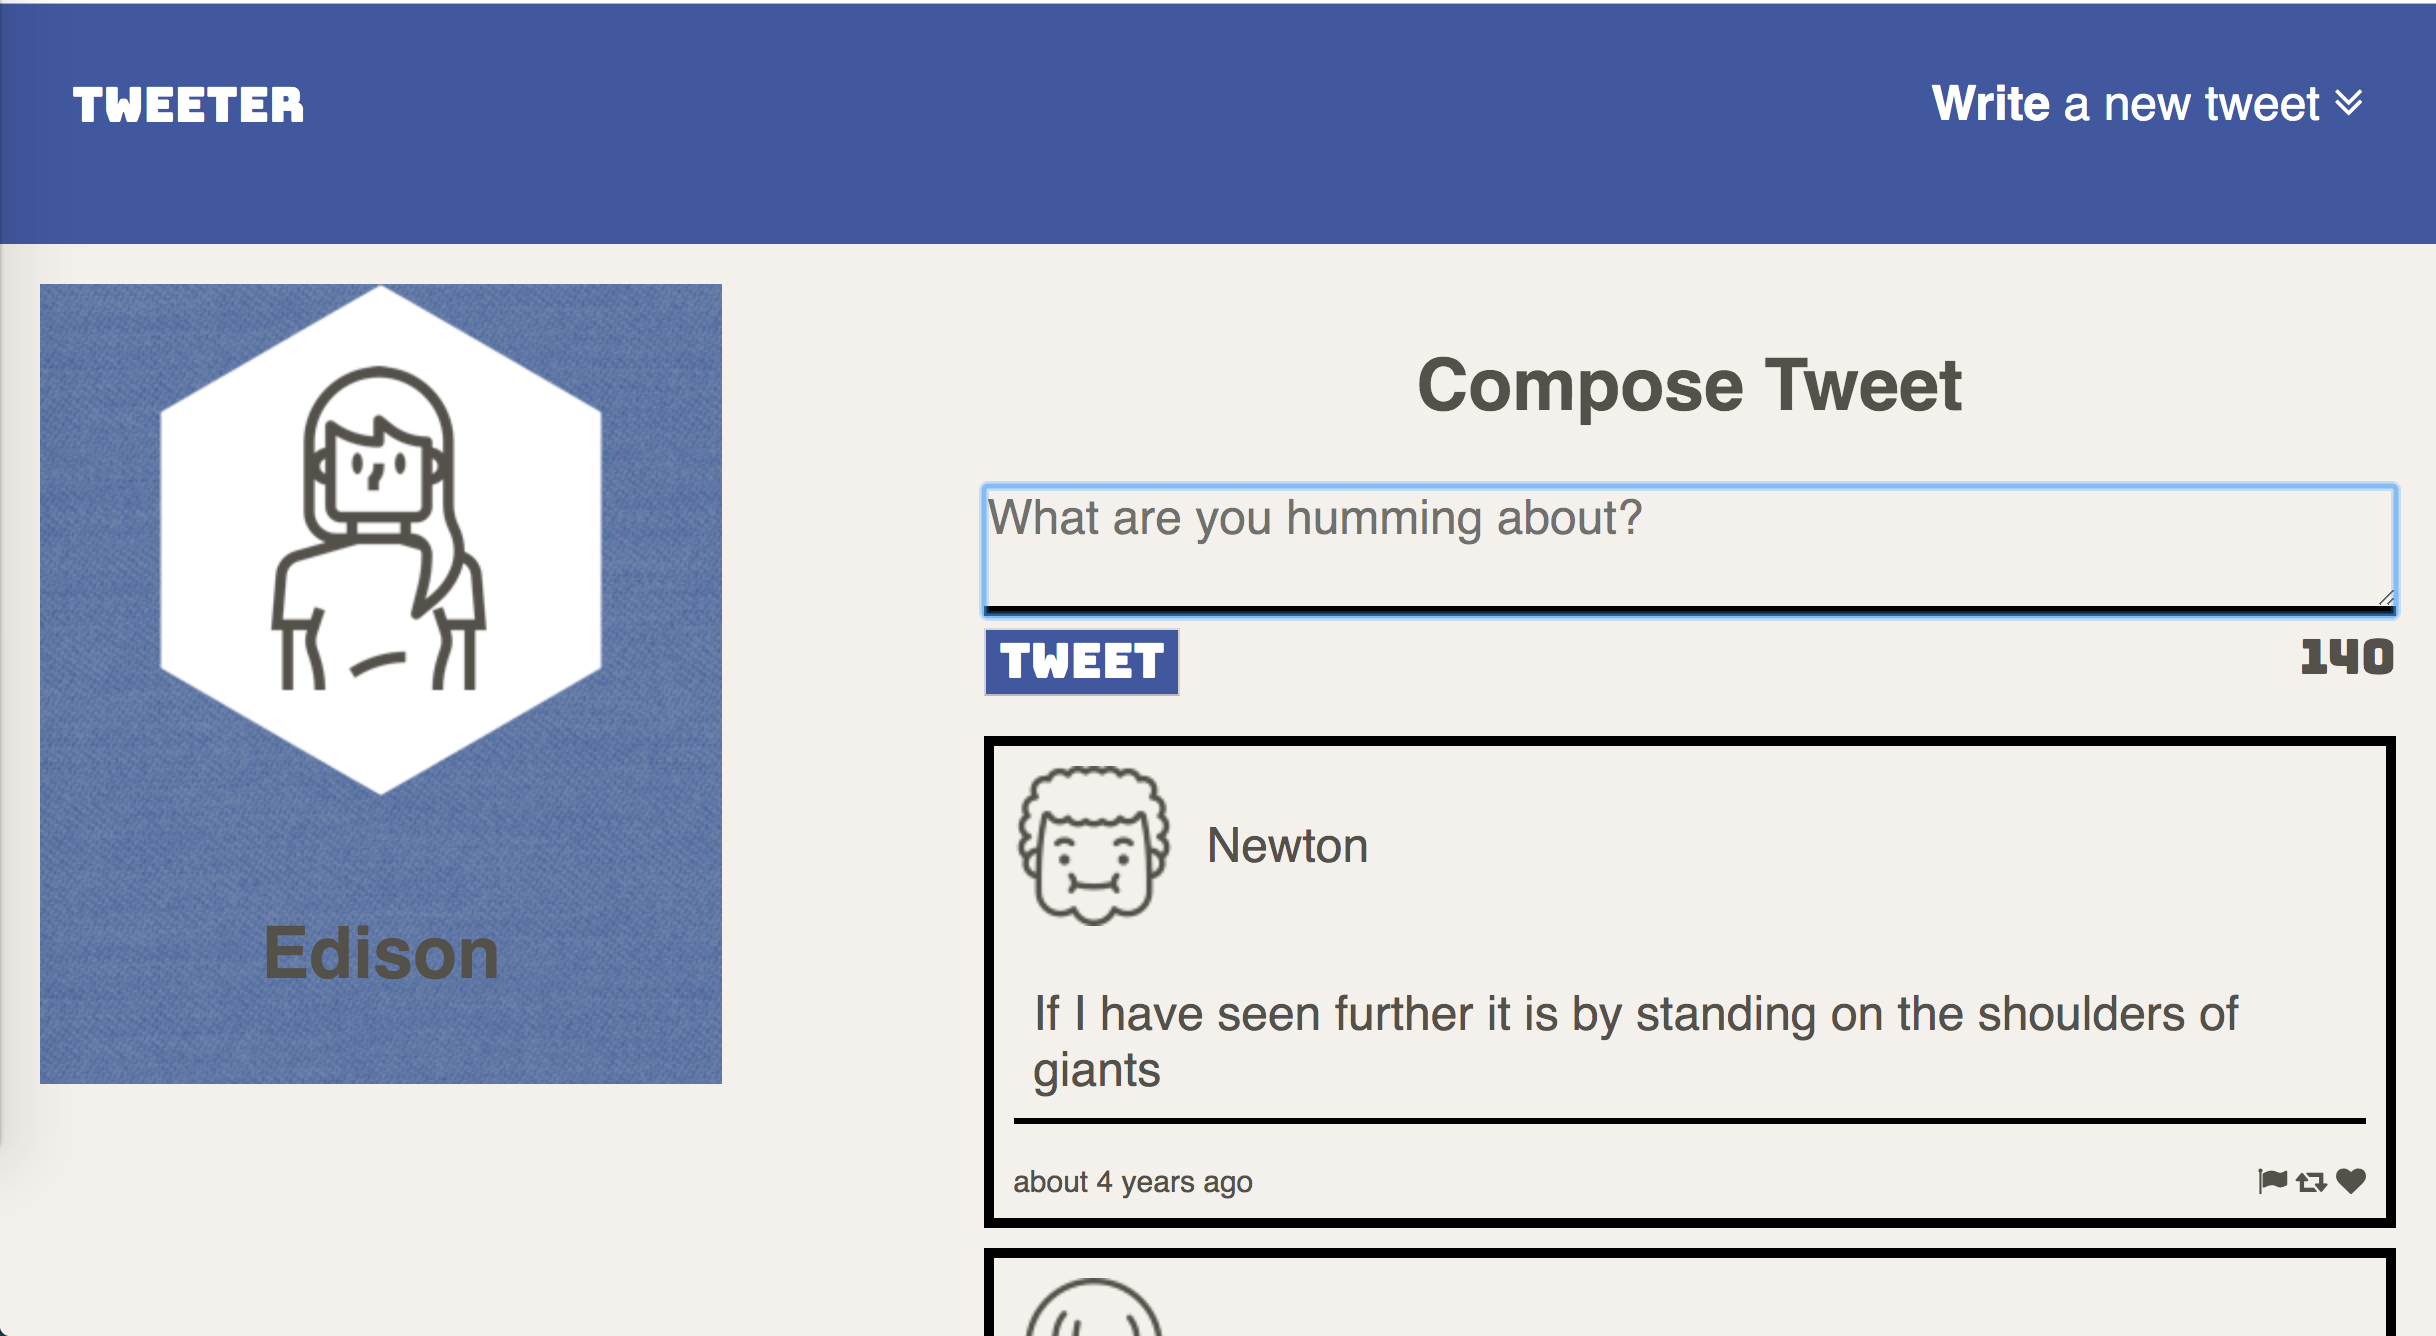 TWEETER
Write a new tweet
Edison
Compose Tweet
What are you humming about?
TWEET
140
Newton
If I have seen further it is by standing on the shoulders of
giants
about 4 years ago